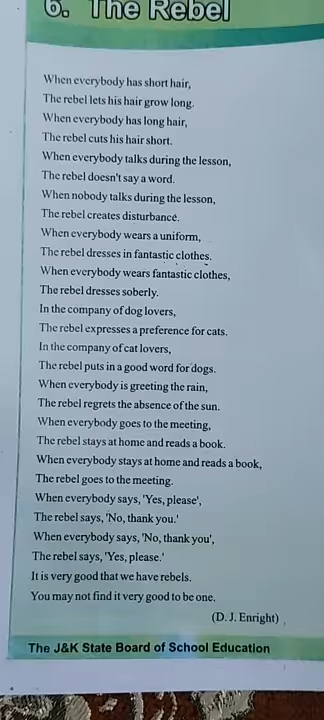 6. The Rebel
When everybody has short hair,
The rebel lets his hair grow long.
When everybody has long hair,
The rebel cuts his hair short.
When everybody talks during the lesson,
The rebel doesn't say a word.
When nobody talks during the lesson,
The rebel creates disturbance.
When everybody wears a uniform,
The rebel dresses in fantastic clothes.
When everybody wears fantastic clothes,
The rebel dresses soberly.
In the company of dog lovers,
The rebel expresses a preference for cats.
In the company of cat lovers,
The rebel puts in a good word for dogs.
When everybody is greeting the rain,
The rebel regrets the absence of the sun.
When everybody goes to the meeting,
The rebel stays at home and reads a book.
When everybody stays at home and reads a book,
The rebel goes to the meeting.
When everybody says, 'Yes, please',
The rebel says, 'No, thank you.'
When everybody says, 'No, thank you',
The rebel says, 'Yes, please.'
It is very good that we have rebels.
You may not find it very good to be one.
(D. J. Enright)
The J&K State Board of School Education